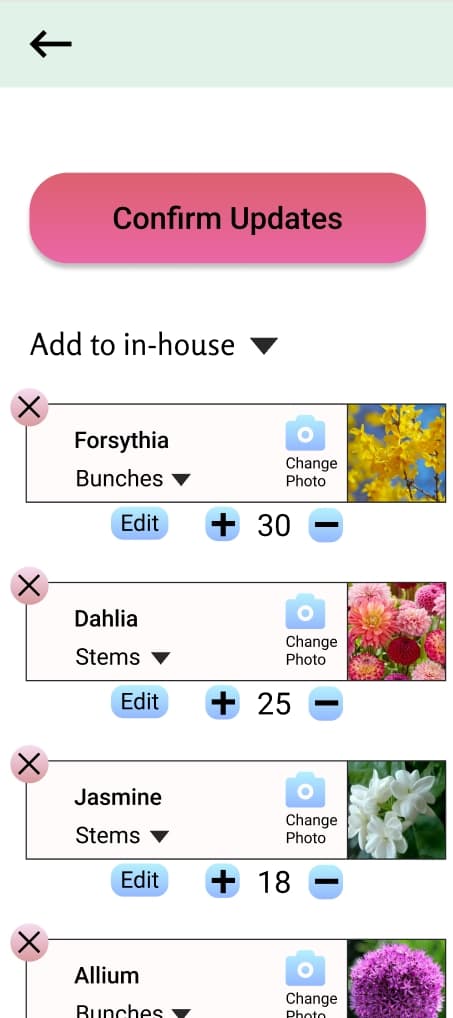 Confirm Updates
Add to in-house
Forsythia
Bunches
Change
Photo
Edit
30
Dahlia
Stems
Change
Photo
Edit
25
Jasmine
Stems
Change
Photo
Edit
18
Allium
Bunches
Change
Photo